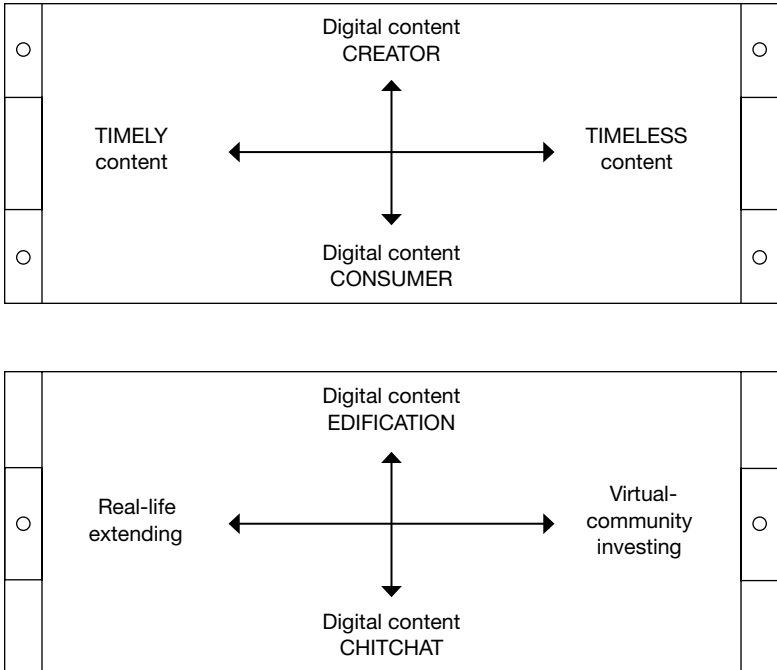 Digital content
CREATOR
TIMELY
content
TIMELESS
content
Digital content
CONSUMER
Digital content
EDIFICATION
Real-life
extending
Virtual-
community
investing
Digital content
CHITCHAT